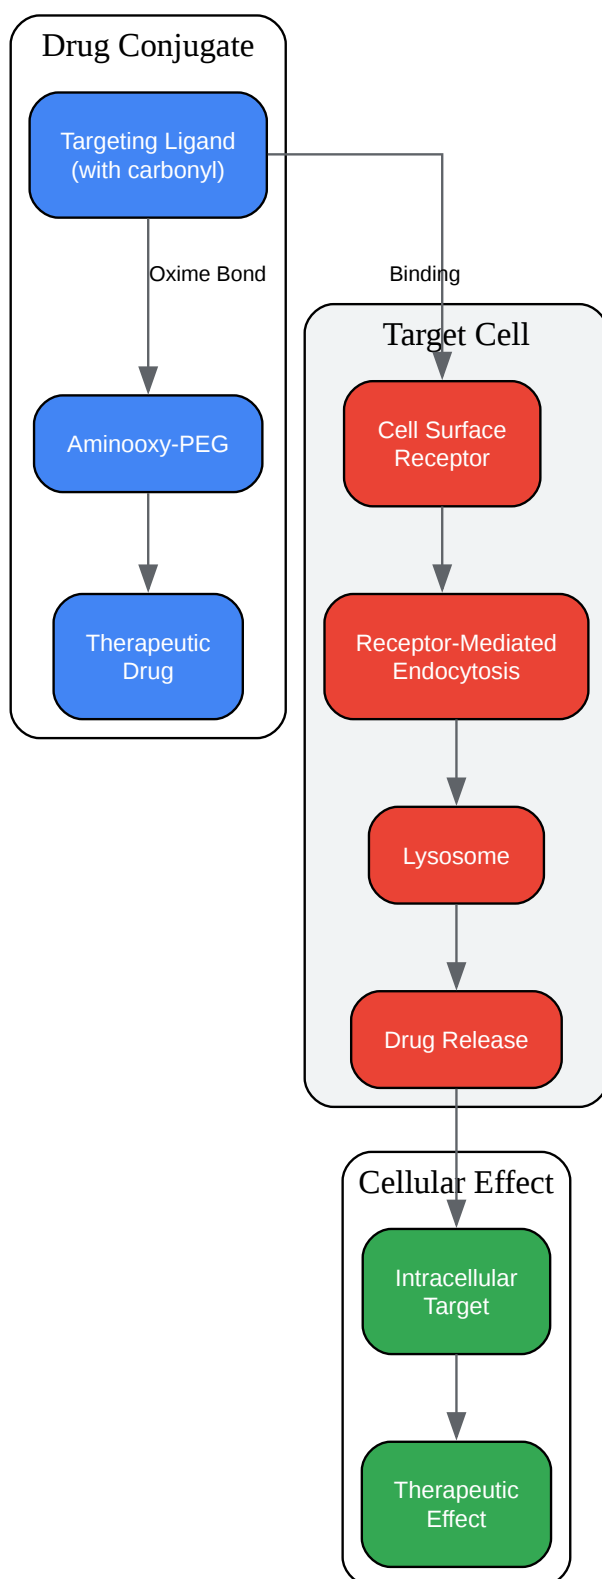 Drug Conjugate
Targeting Ligand
(with carbonyl)
Oxime Bond
Binding
Aminooxy-PEG
Therapeutic
Drug
Target Cell
Cell Surface
Receptor
Receptor-Mediated
Endocytosis
Lysosome
Drug Release
Cellular Effect
Intracellular
Target
Therapeutic
Effect